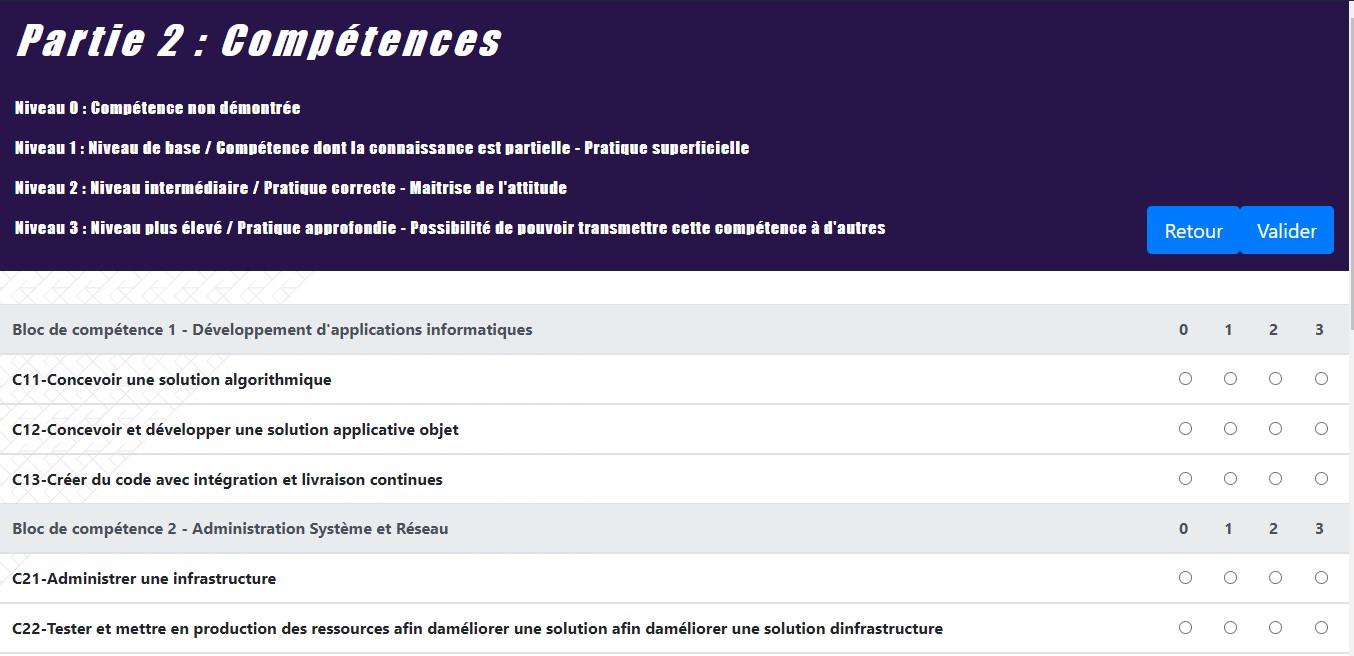 Partie 2 : Compétences
Niveau 0 : Compétence non démontrée
Niveau 1 : Niveau de base / Compétence dont la connaissance est partielle - Pratique superficielle
Niveau 2 : Niveau intermédiaire / Pratique correcte - Maitrise de l'attitude
Niveau 3 : Niveau plus élevé / Pratique approfondie - Possibilité de pouvoir transmettre cette compétence à d'autres
Retour Valider
Bloc de compétence 1 - Développement d'applications informatiques 0 1 2 3
C11-Concevoir une solution algorithmique
C12-Concevoir et développer une solution applicative objet
C13-Créer du code avec intégration et livraison continues
Bloc de compétence 2 - Administration Système et Réseau 0 1 2 3
C21-Administrer une infrastructure
C22-Tester et mettre en production des ressources afin daméliorer une solution afin daméliorer une solution dinfrastructure